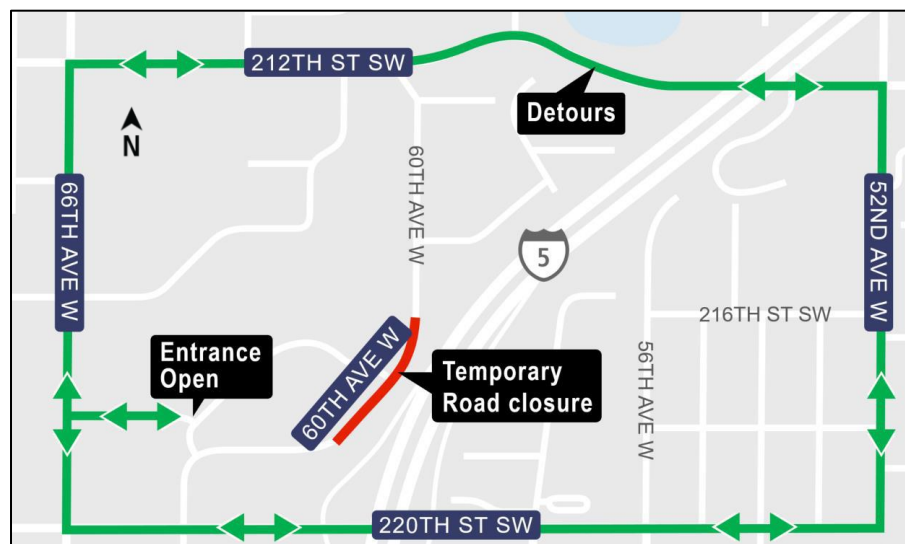 212TH ST SW
Detours
N
60TH AVE W
66TH AVE W
52ND AVE W
5
216TH ST SW
Entrance
Open
60TH AVE W
Temporary
Road closure
56TH AVE W
220TH ST SW